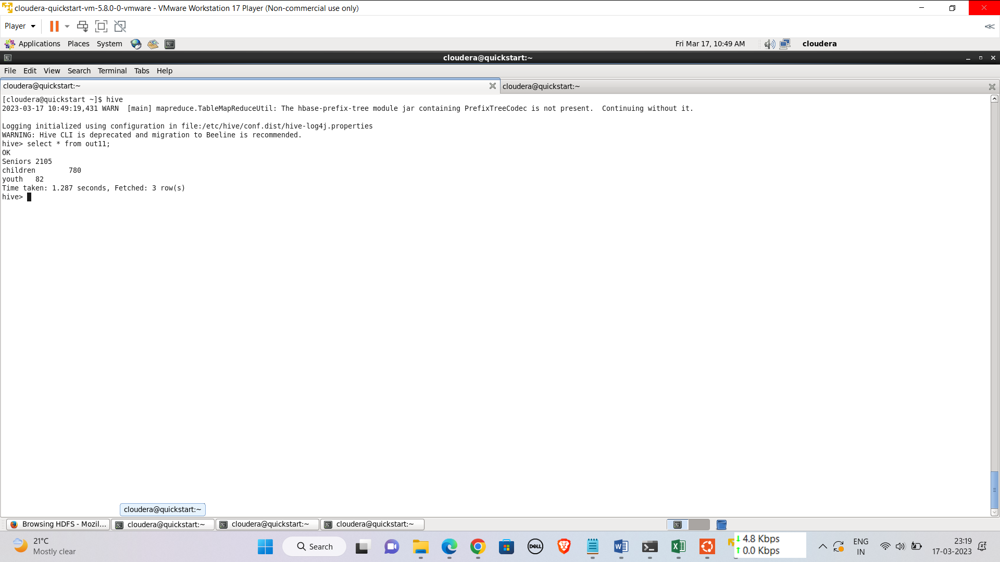 cloudera-quickstart-vm-5.8.0-0-vmware - VMware Workstation 17 Player (Non-commercial use only)
Player
Applications Places System Fri Mar 17, 10:49 AM cloudera
cloudera@quickstart:~
File Edit View Search Terminal Tabs Help
cloudera@quickstart:~ cloudera@quickstart:~
[cloudera@quickstart ~]$ hive
2023-03-17 10:49:19,431 WARN  [main] mapreduce.TableMapReduceUtil: The hbase-prefix-tree module jar containing PrefixTreeCodec is not present.  Continuing without it.
Logging initialized using configuration in file:/etc/hive/conf.dist/hive-log4j.properties
WARNING: Hive CLI is deprecated and migration to Beeline is recommended.
hive> select * from out11;
OK
Seniors 2105
children        780
youth   82
Time taken: 1.287 seconds, Fetched: 3 row(s)
hive>
cloudera@quickstart:~
Browsing HDFS - Mozil... cloudera@quickstart:~ cloudera@quickstart:~ cloudera@quickstart:~
21°C
Mostly clear
Search
DELL
4.8 Kbps
0.0 Kbps
ENG
IN
23:19
17-03-2023